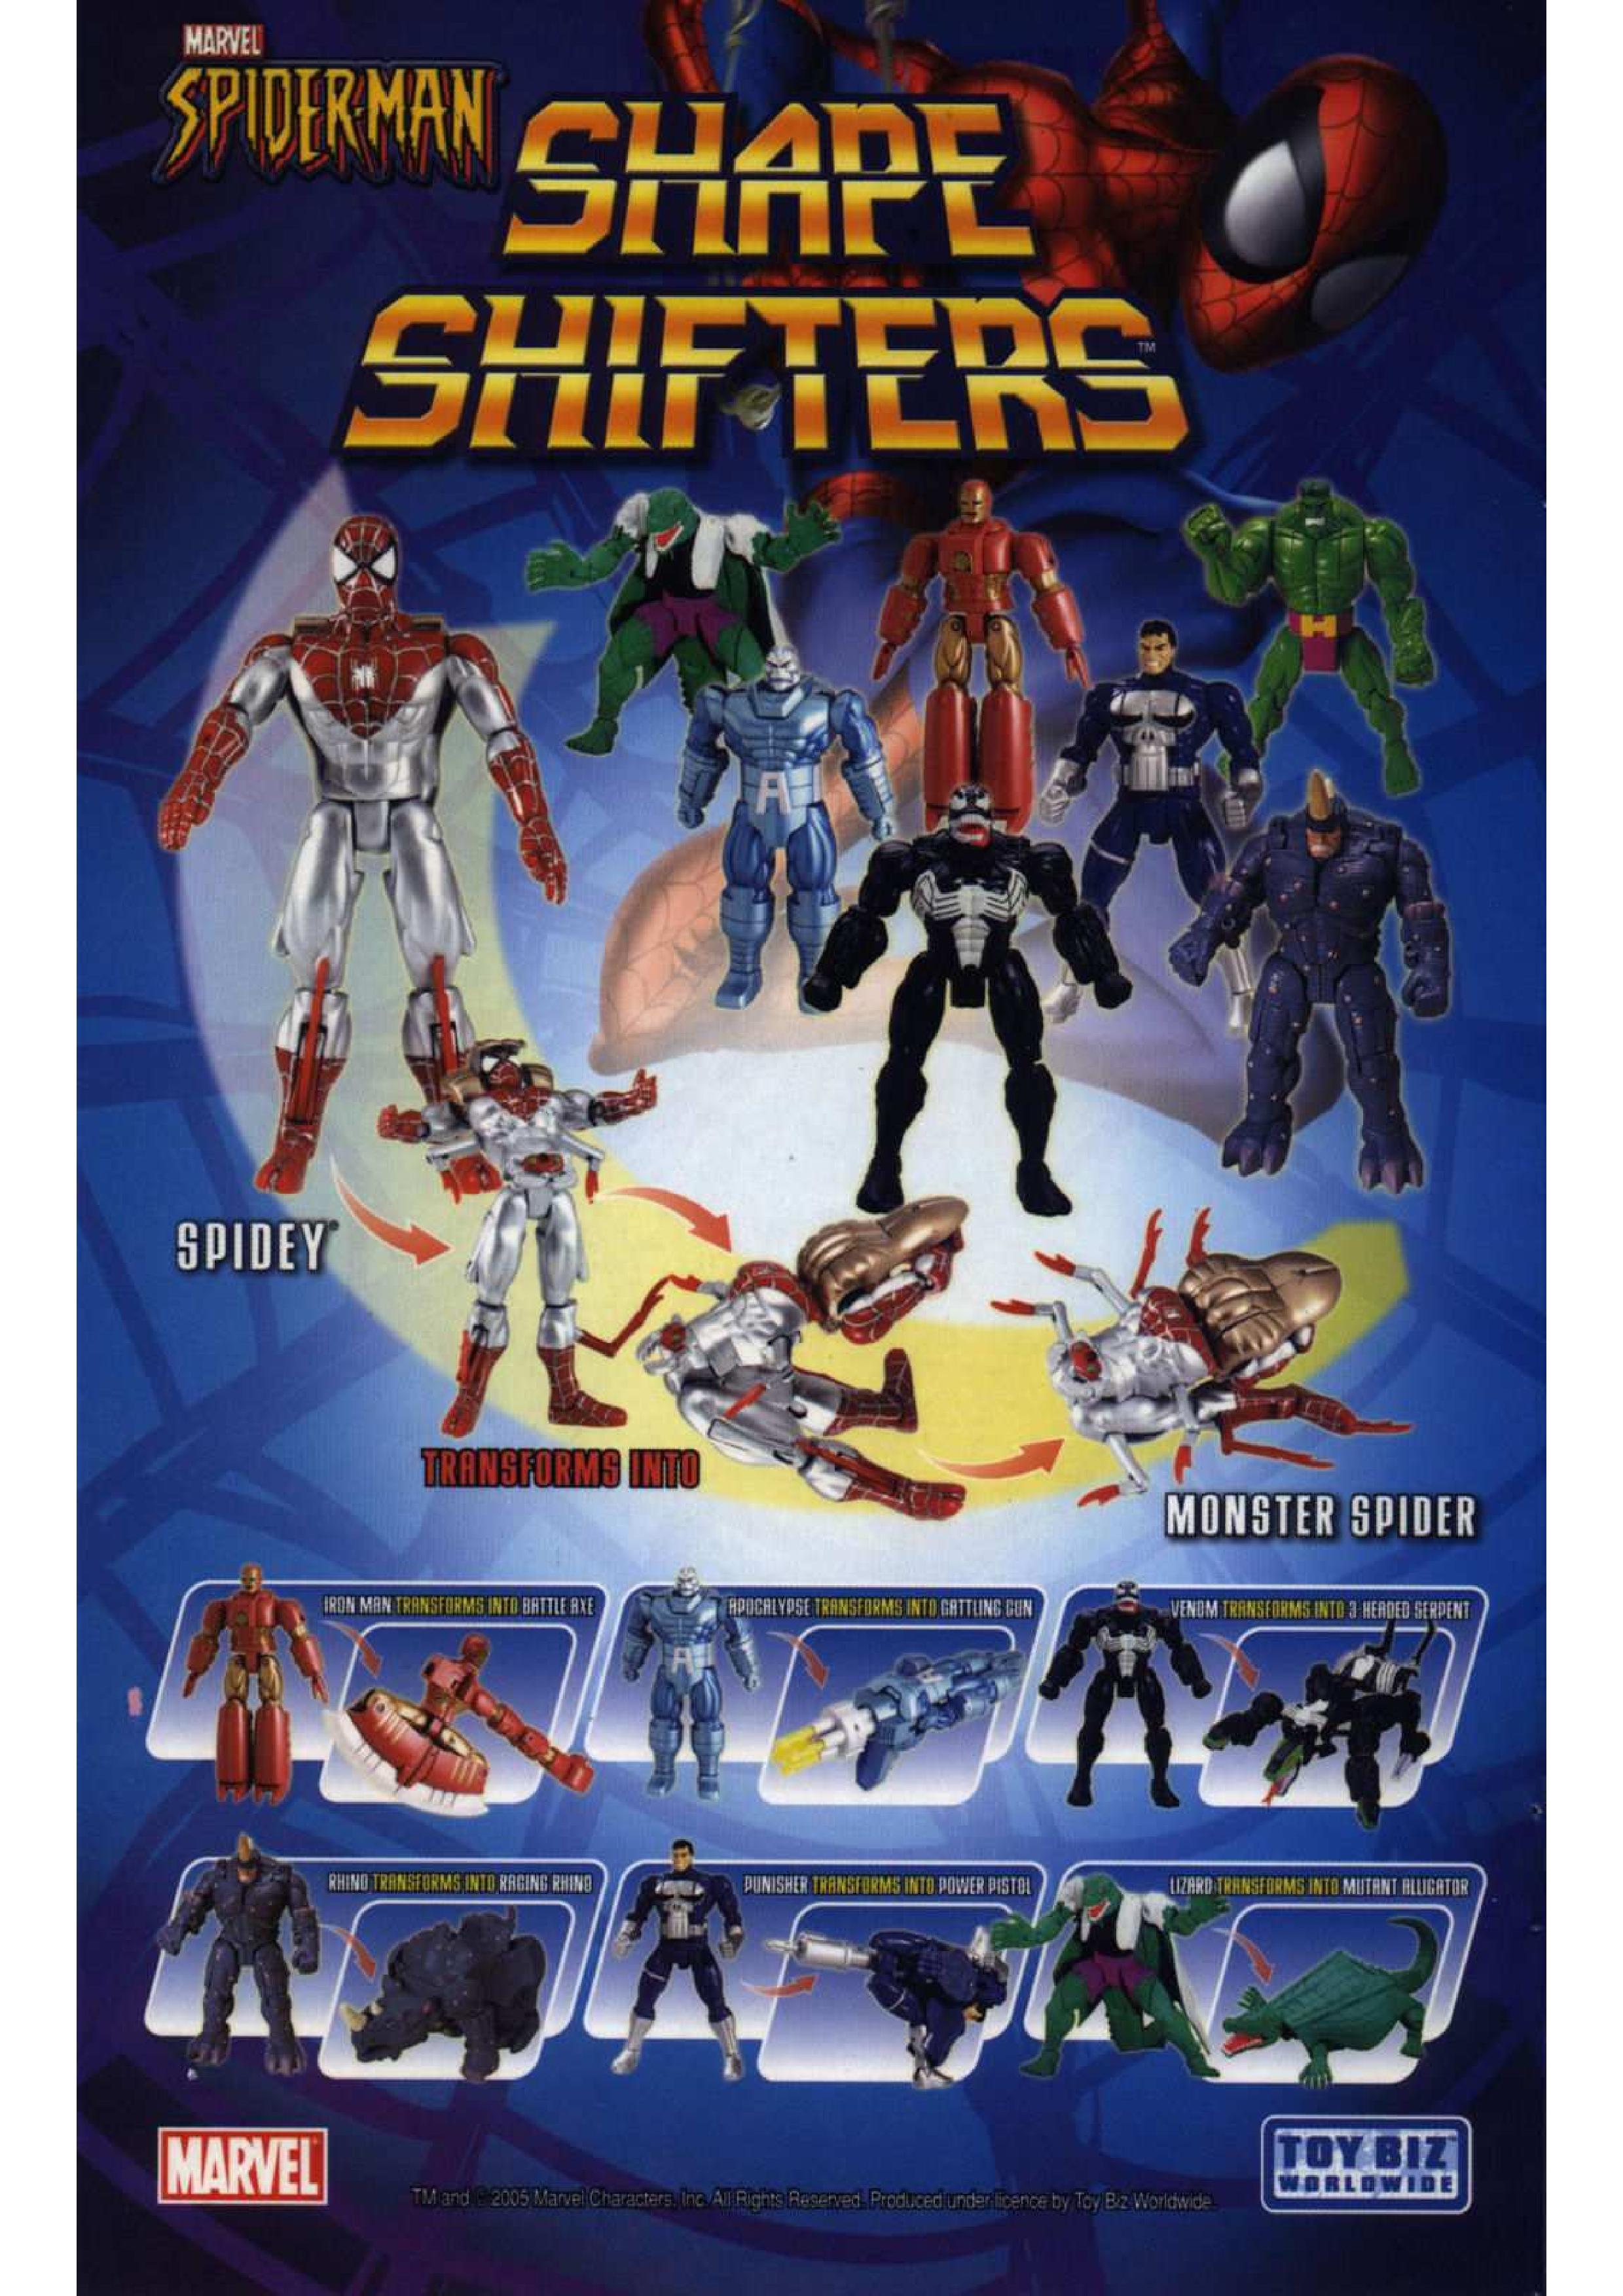 MARVEL
SPIDER-MAN
SHAPE
SHIFTERS™
SPIDEY®
TRANSFORMS INTO
MONSTER SPIDER
IRON MAN TRANSFORMS INTO BATTLE AXE
APOCALYPSE TRANSFORMS INTO GATTLING GUN
VENOM TRANSFORMS INTO 3-HEADED SERPENT
RHINO TRANSFORMS INTO RAGING RHINO
PUNISHER TRANSFORMS INTO POWER PISTOL
LIZARD TRANSFORMS INTO MUTANT ALLIGATOR
MARVEL
TM and © 2005 Marvel Characters, Inc. All Rights Reserved. Produced under licence by Toy Biz Worldwide.
TOY BIZ™
WORLDWIDE